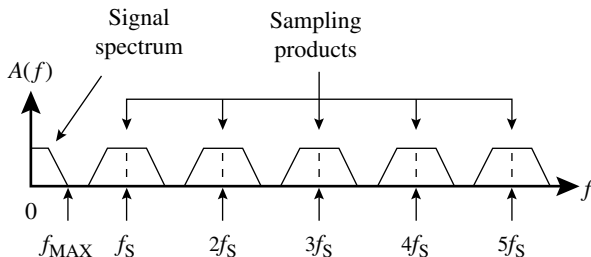 Signal
spectrum
Sampling
products
A(f)
f
0
fMAX
fS
2fS
3fS
4fS
5fS